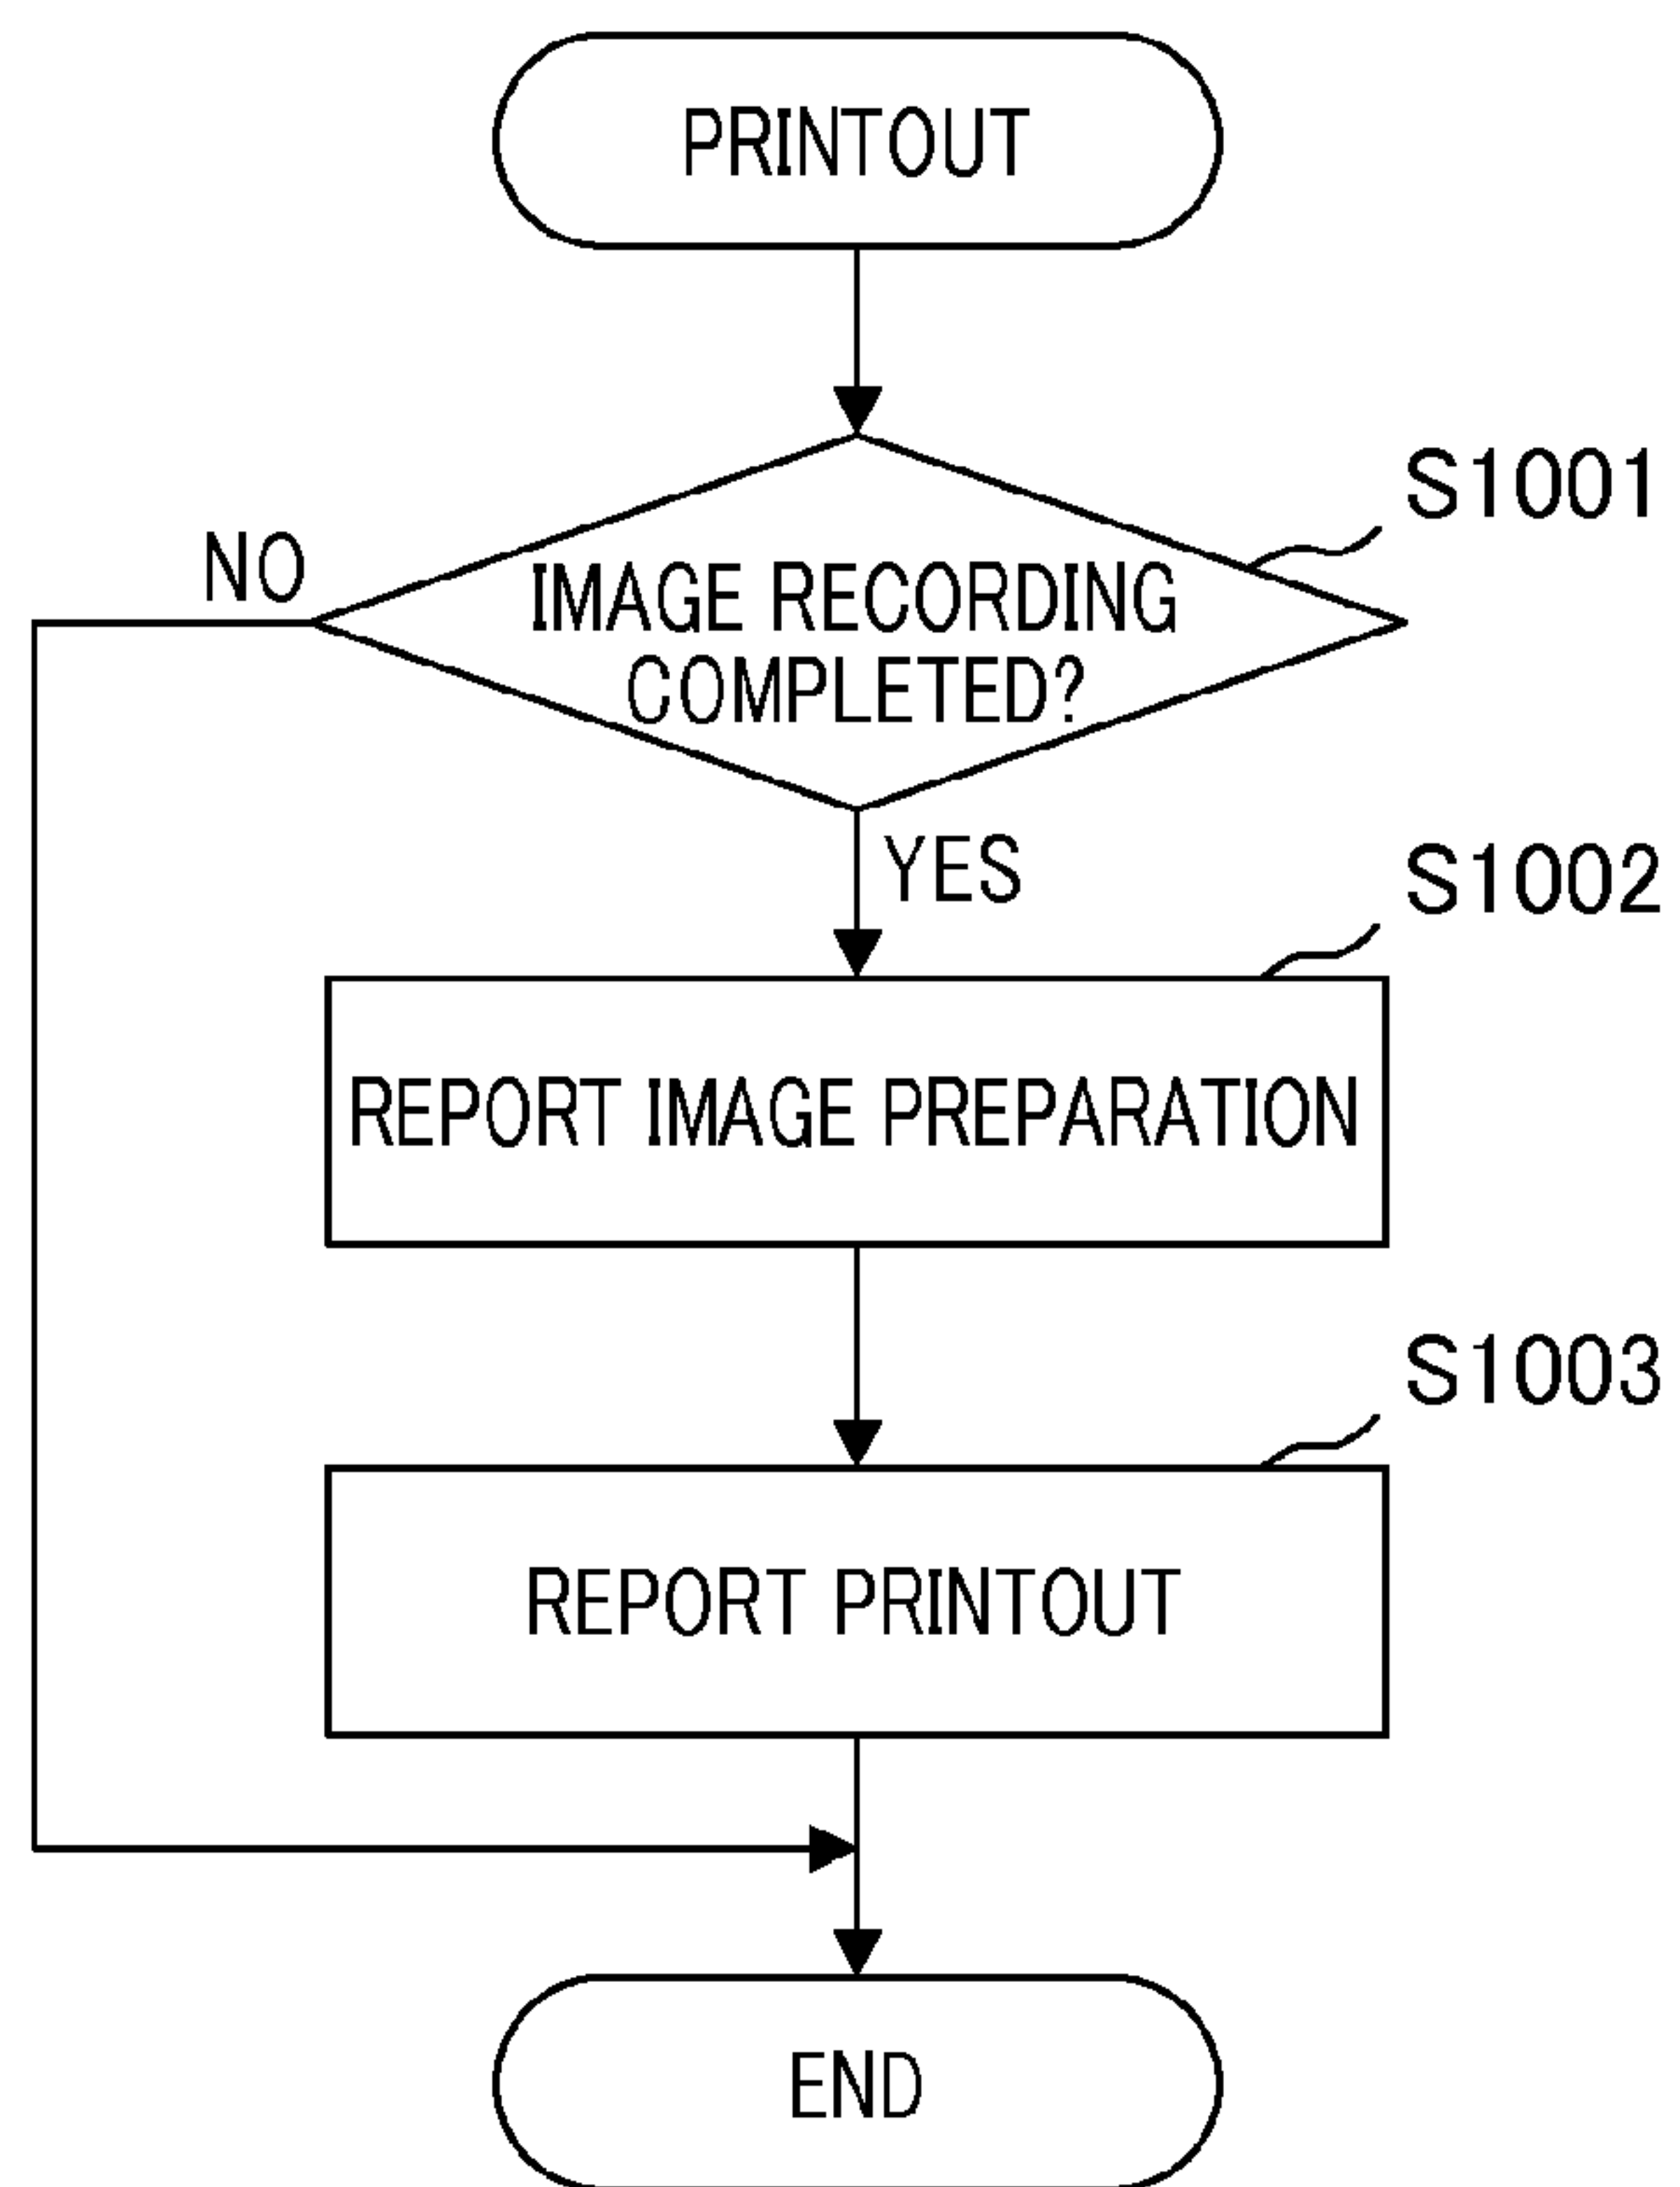 PRINTOUT
S1001
NO
IMAGE RECORDING
COMPLETED?
YES
S1002
REPORT IMAGE PREPARATION
S1003
REPORT PRINTOUT
END